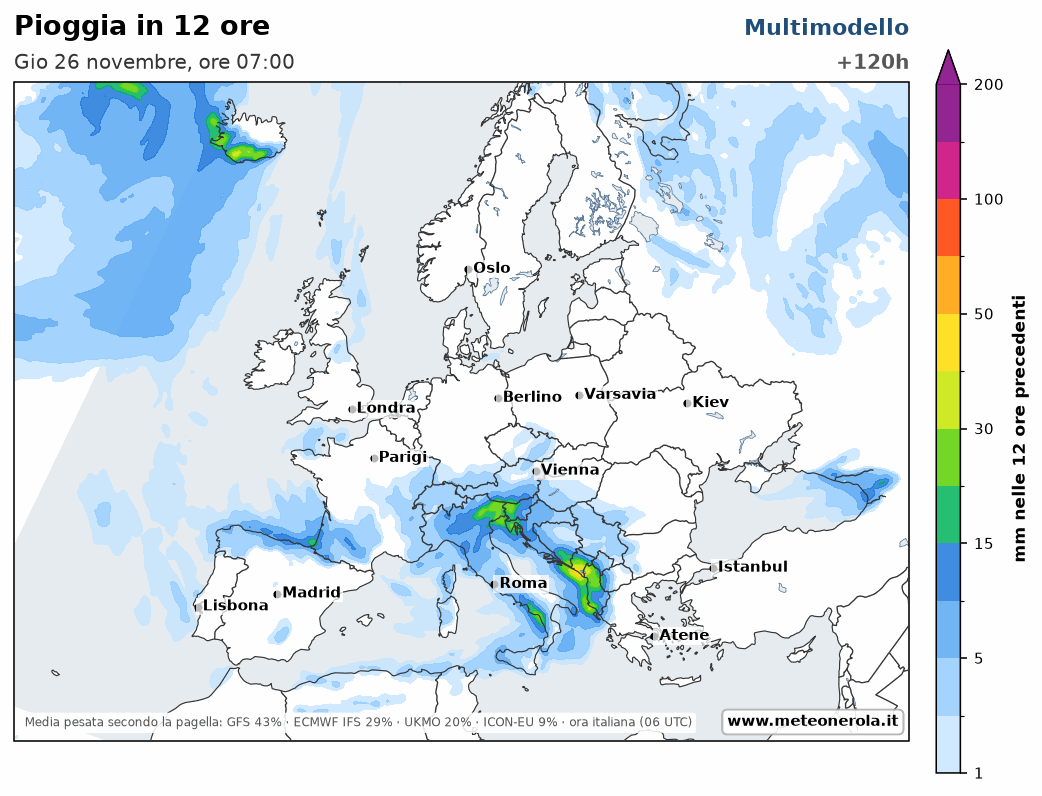 Pioggia in 12 ore
Multimodello
Gio 26 novembre, ore 07:00
+120h
200
100
50
30
15
5
1
mm nelle 12 ore precedenti
Oslo
Berlino
Varsavia
Kiev
Londra
Parigi
Vienna
Istanbul
Roma
Madrid
Lisbona
Atene
Media pesata secondo la pagella: GFS 43% · ECMWF IFS 29% · UKMO 20% · ICON-EU 9% · ora italiana (06 UTC)
www.meteonerola.it